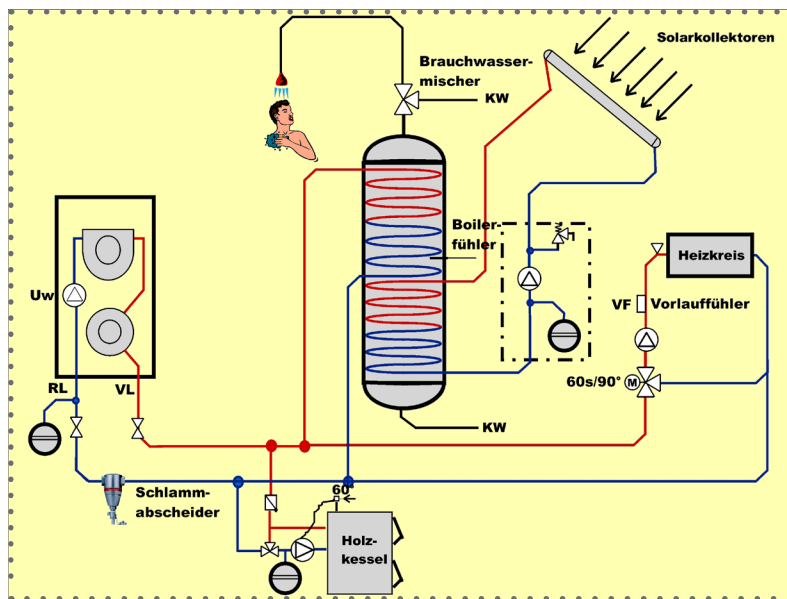 Solarkollektoren
Brauchwasser-
mischer
KW
Boiler-
fühler
Heizkreis
Uw
VF
Vorlauffühler
60s/90°
M
RL
VL
KW
Schlamm-
abscheider
60°
Holz-
kessel